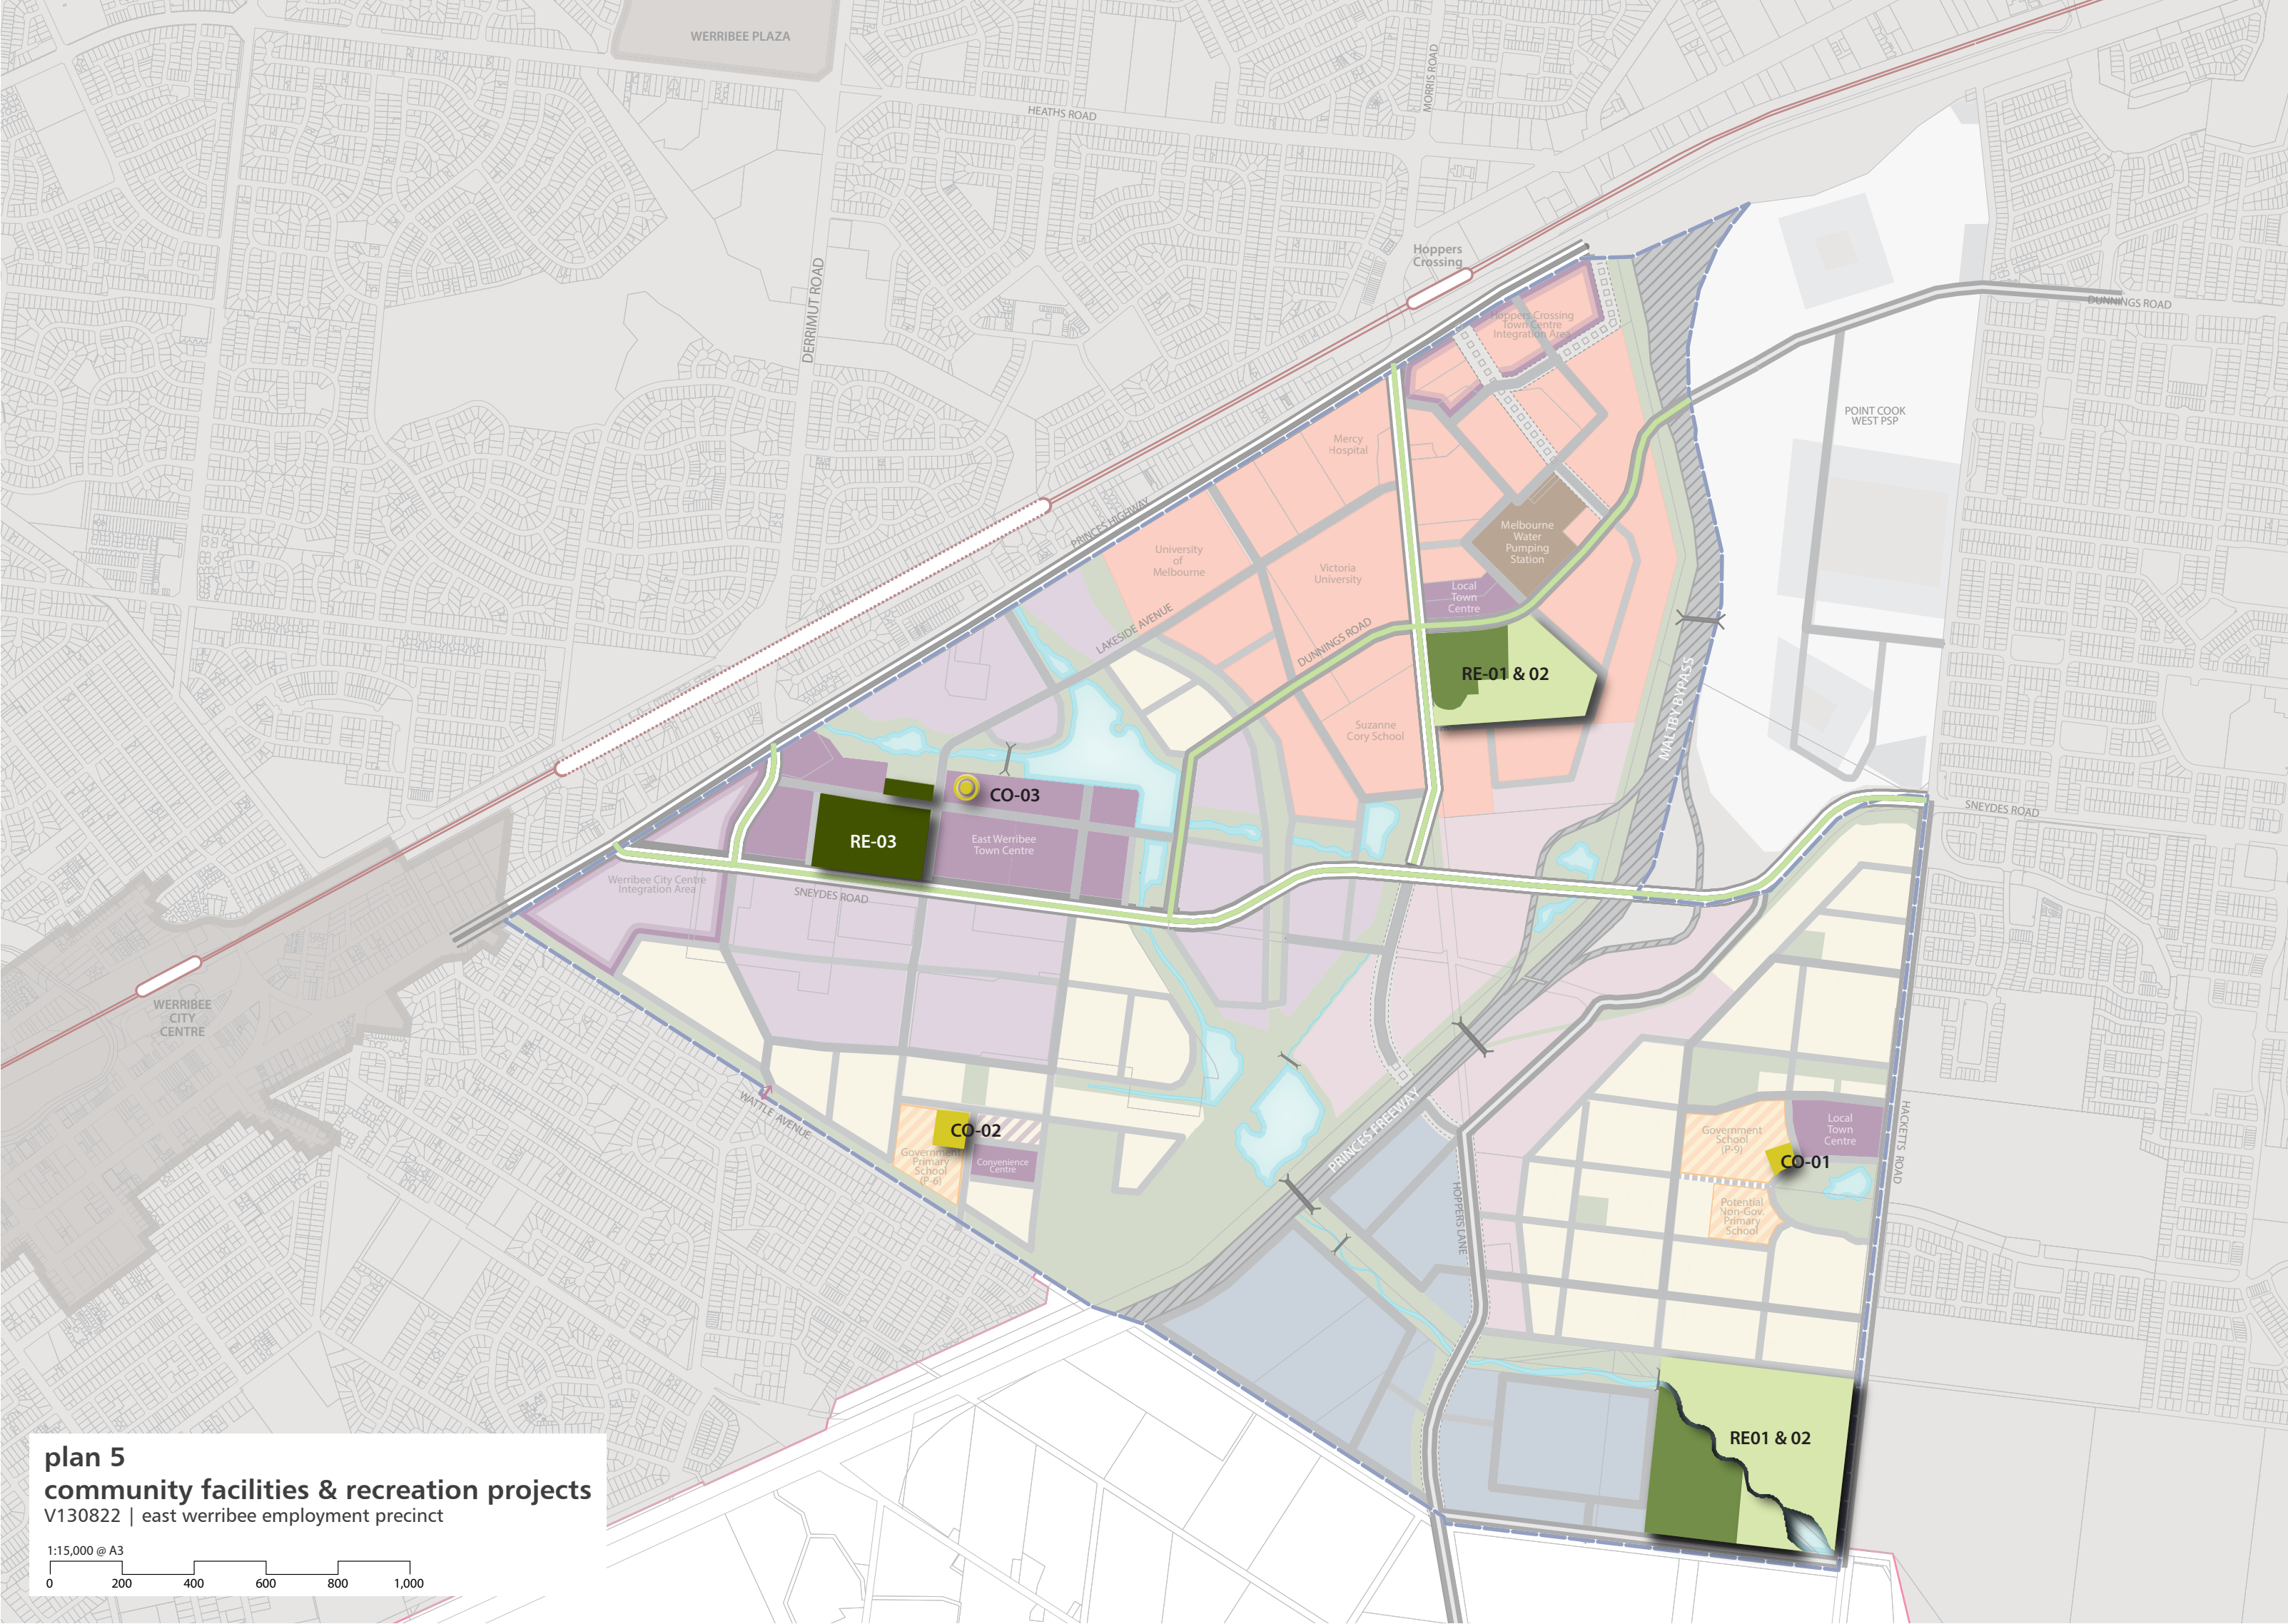 WERRIBEE PLAZA
HEATHS ROAD
MORRIS ROAD
DERRIMUT ROAD
Hoppers
Crossing
DUNNINGS ROAD
Hoppers Crossing
Town Centre
Integration Area
POINT COOK
WEST PSP
Mercy
Hospital
PRINCES HIGHWAY
Melbourne
Water
Pumping
Station
University
of
Melbourne
Victoria
University
Local
Town
Centre
LAKESIDE AVENUE
DUNNINGS ROAD
RE-01 & 02
MALTBY BYPASS
Suzanne
Cory School
CO-03
SNEYDES ROAD
RE-03
East Werribee
Town Centre
Werribee City Centre
Integration Area
SNEYDES ROAD
WERRIBEE
CITY
CENTRE
WATTLE AVENUE
CO-02
Government
Primary
School
(P-6)
Convenience
Centre
PRINCES FREEWAY
HOPPERS LANE
Government
School
(P-9)
Local
Town
Centre
HACKETTS ROAD
CO-01
Potential
Non-Gov.
Primary
School
RE01 & 02
plan 5
community facilities & recreation projects
V130822 | east werribee employment precinct
1:15,000 @ A3
0 200 400 600 800 1,000